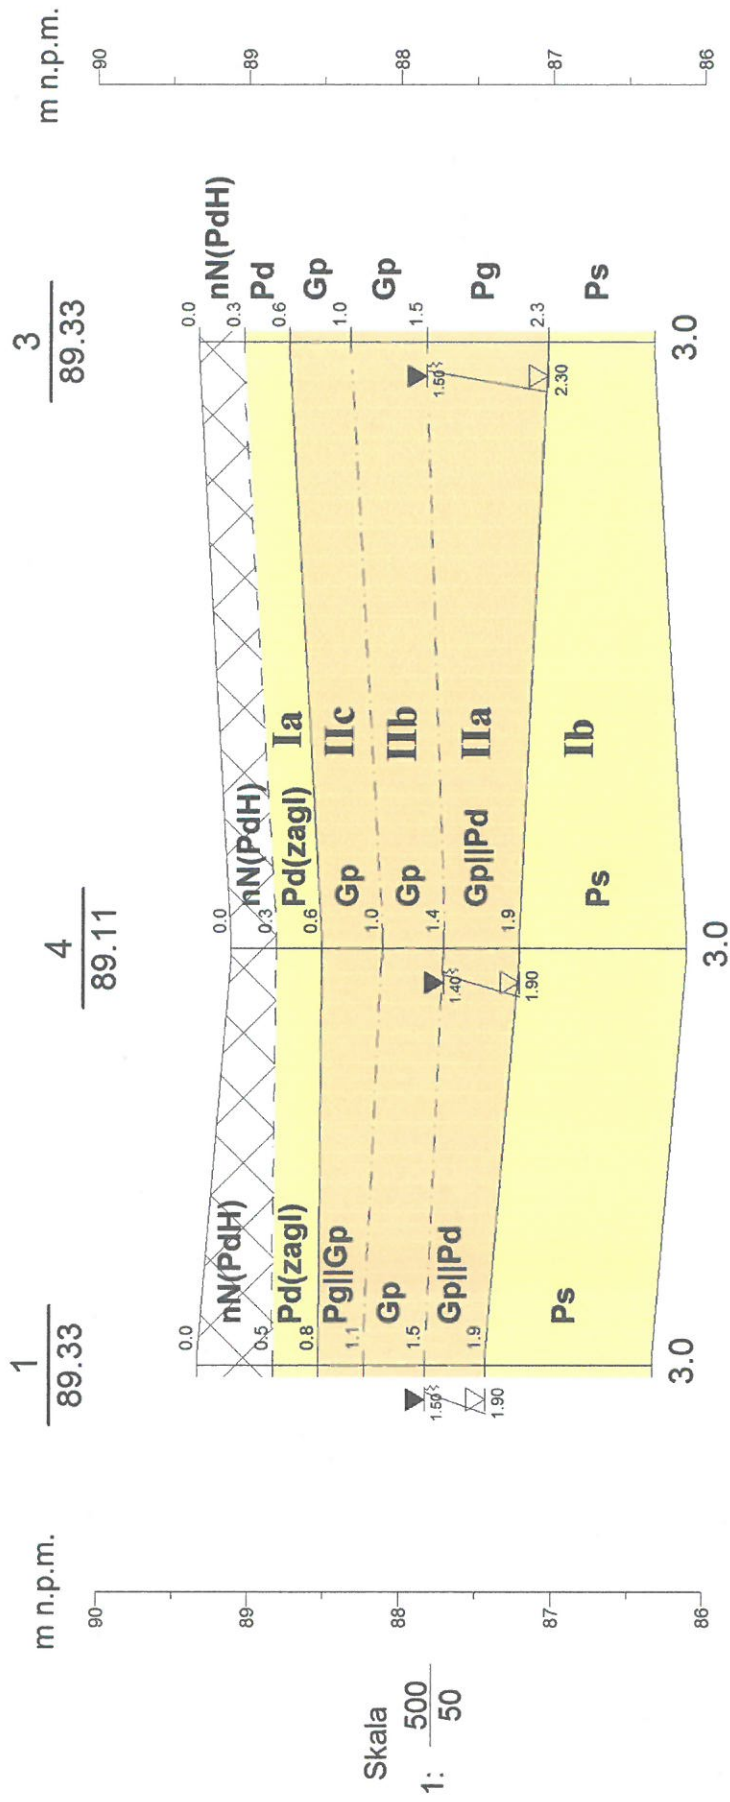 1
89.33
4
89.11
3
89.33
m n.p.m.
90
89
88
87
86
Skala
1: 500
50
0.0
nN(PdH)
0.5
Pd(zagl)
0.8
Pg||Gp
1.1
Gp
1.5
Gp||Pd
1.9
Ps
3.0
1.50
1.90
0.0
nN(PdH)
0.3
Pd(zagl)
0.6
Gp
1.0
Gp
1.4
Gp||Pd
1.9
Ps
3.0
1.40
1.90
Ia
IIc
IIb
IIa
Ib
0.0
nN(PdH)
0.3
Pd
0.6
Gp
1.0
Gp
1.5
Pg
2.3
Ps
3.0
1.50
2.30
m n.p.m.
90
89
88
87
86